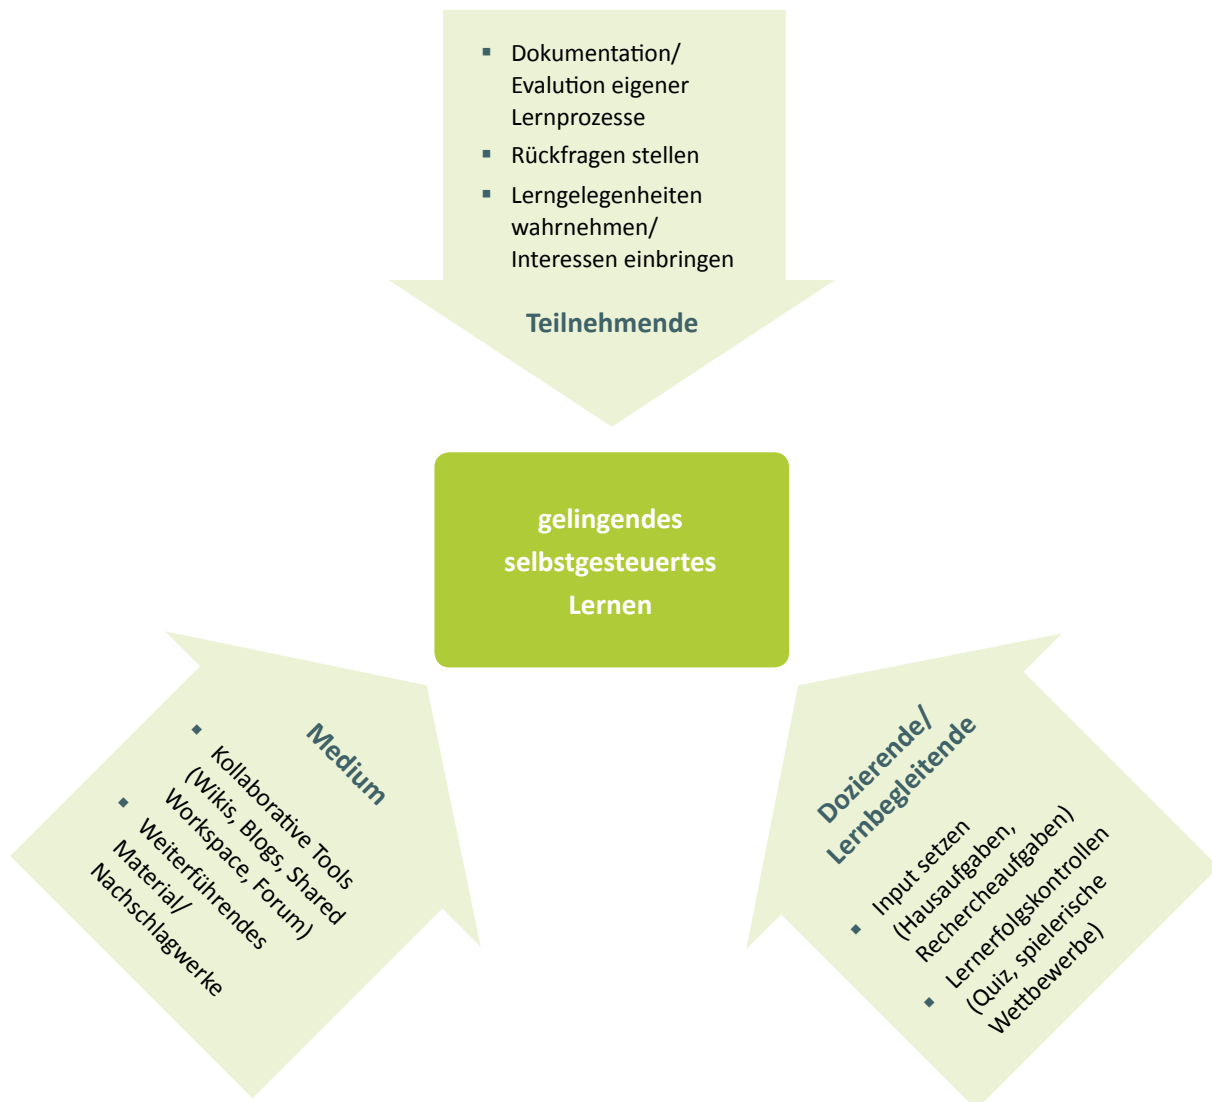 ▪ Dokumentation/
Evalution eigener
Lernprozesse
▪ Rückfragen stellen
▪ Lerngelegenheiten
wahrnehmen/
Interessen einbringen
Teilnehmende
gelingendes
selbstgesteuertes
Lernen
Medium
▪ Kollaborative Tools
(Wikis, Blogs, Shared
Workspace, Forum)
▪ Weiterführendes
Material/
Nachschlagwerke
Dozierende/
Lernbegleitende
▪ Input setzen
(Hausaufgaben,
Rechercheaufgaben)
▪ Lernerfolgskontrollen
(Quiz, spielerische
Wettbewerbe)